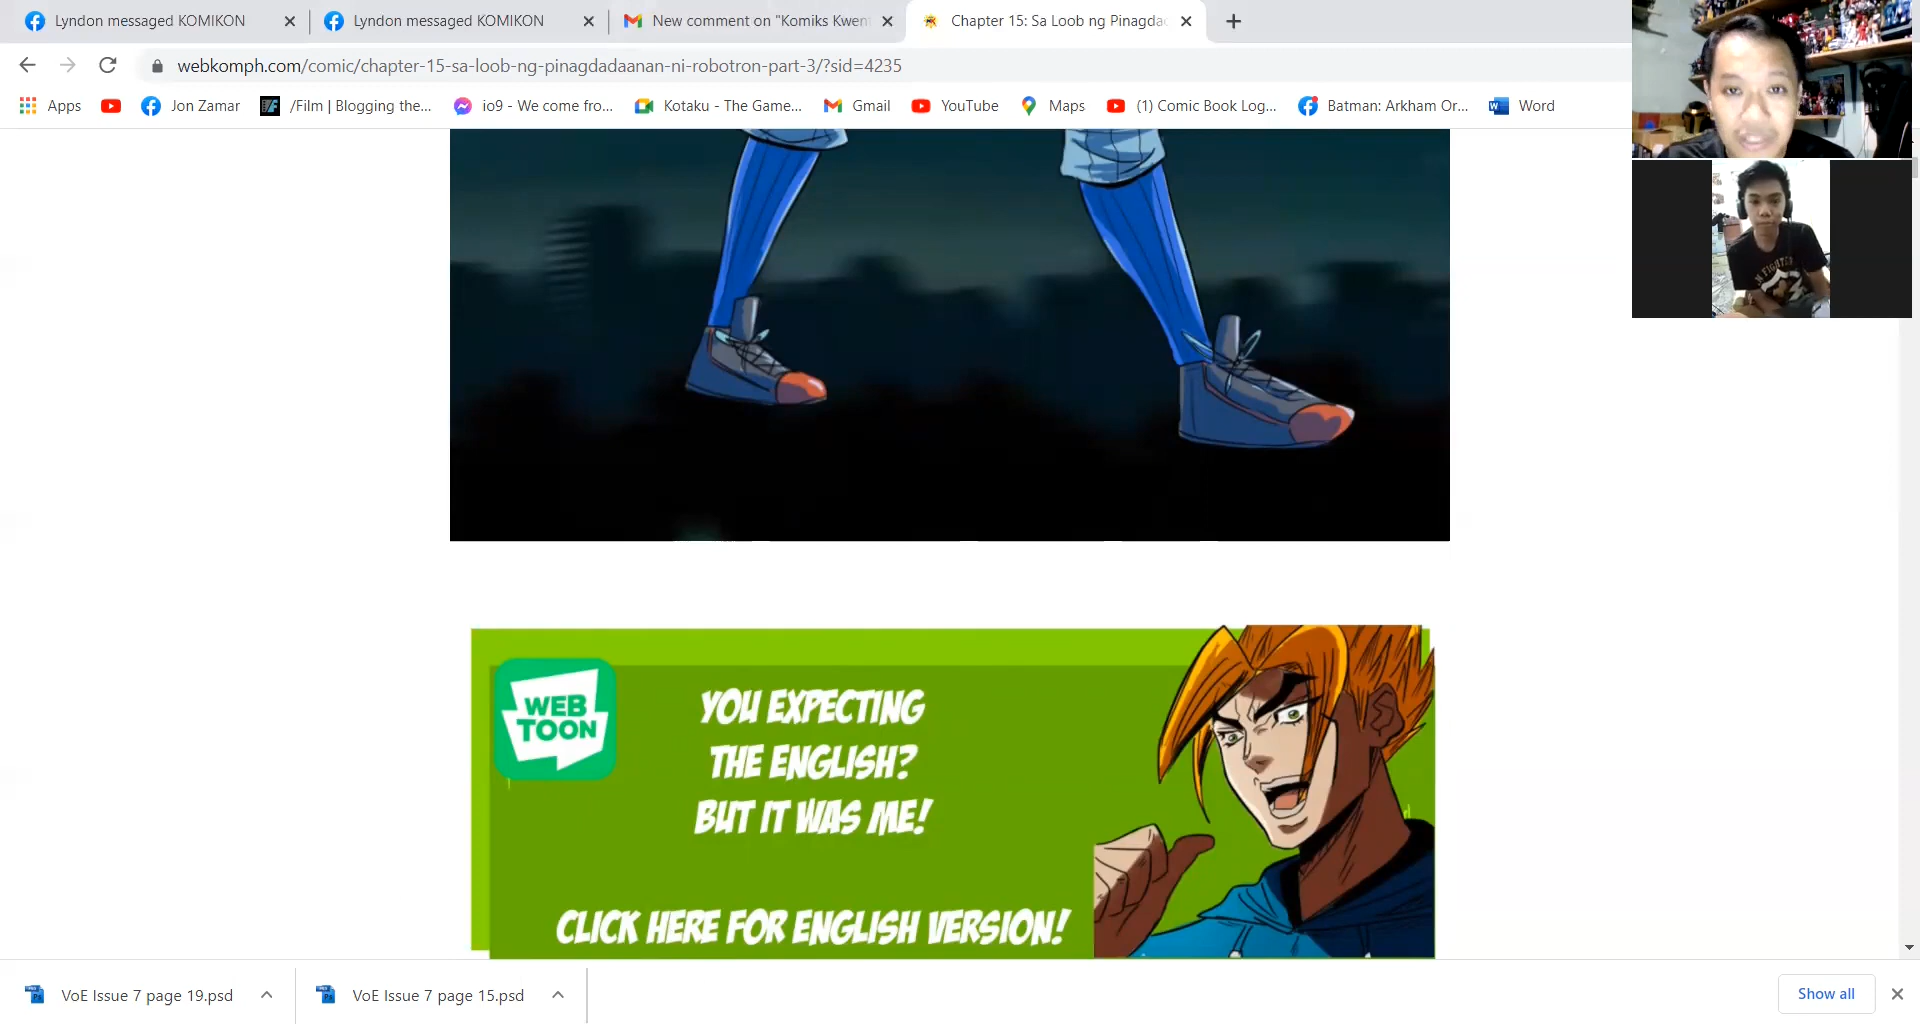 Lyndon messaged KOMIKON
Lyndon messaged KOMIKON
New comment on "Komiks Kwen
Chapter 15: Sa Loob ng Pinagda
webkomph.com/comic/chapter-15-sa-loob-ng-pinagdadaanan-ni-robotron-part-3/?sid=4235
Apps
Jon Zamar
/Film | Blogging the...
io9 - We come fro...
Kotaku - The Game...
Gmail
YouTube
Maps
(1) Comic Book Log...
Batman: Arkham Or...
Word
FIGHTER
WEB
TOON
YOU EXPECTING
THE ENGLISH?
BUT IT WAS ME!
CLICK HERE FOR ENGLISH VERSION!
VoE Issue 7 page 19.psd
VoE Issue 7 page 15.psd
Show all